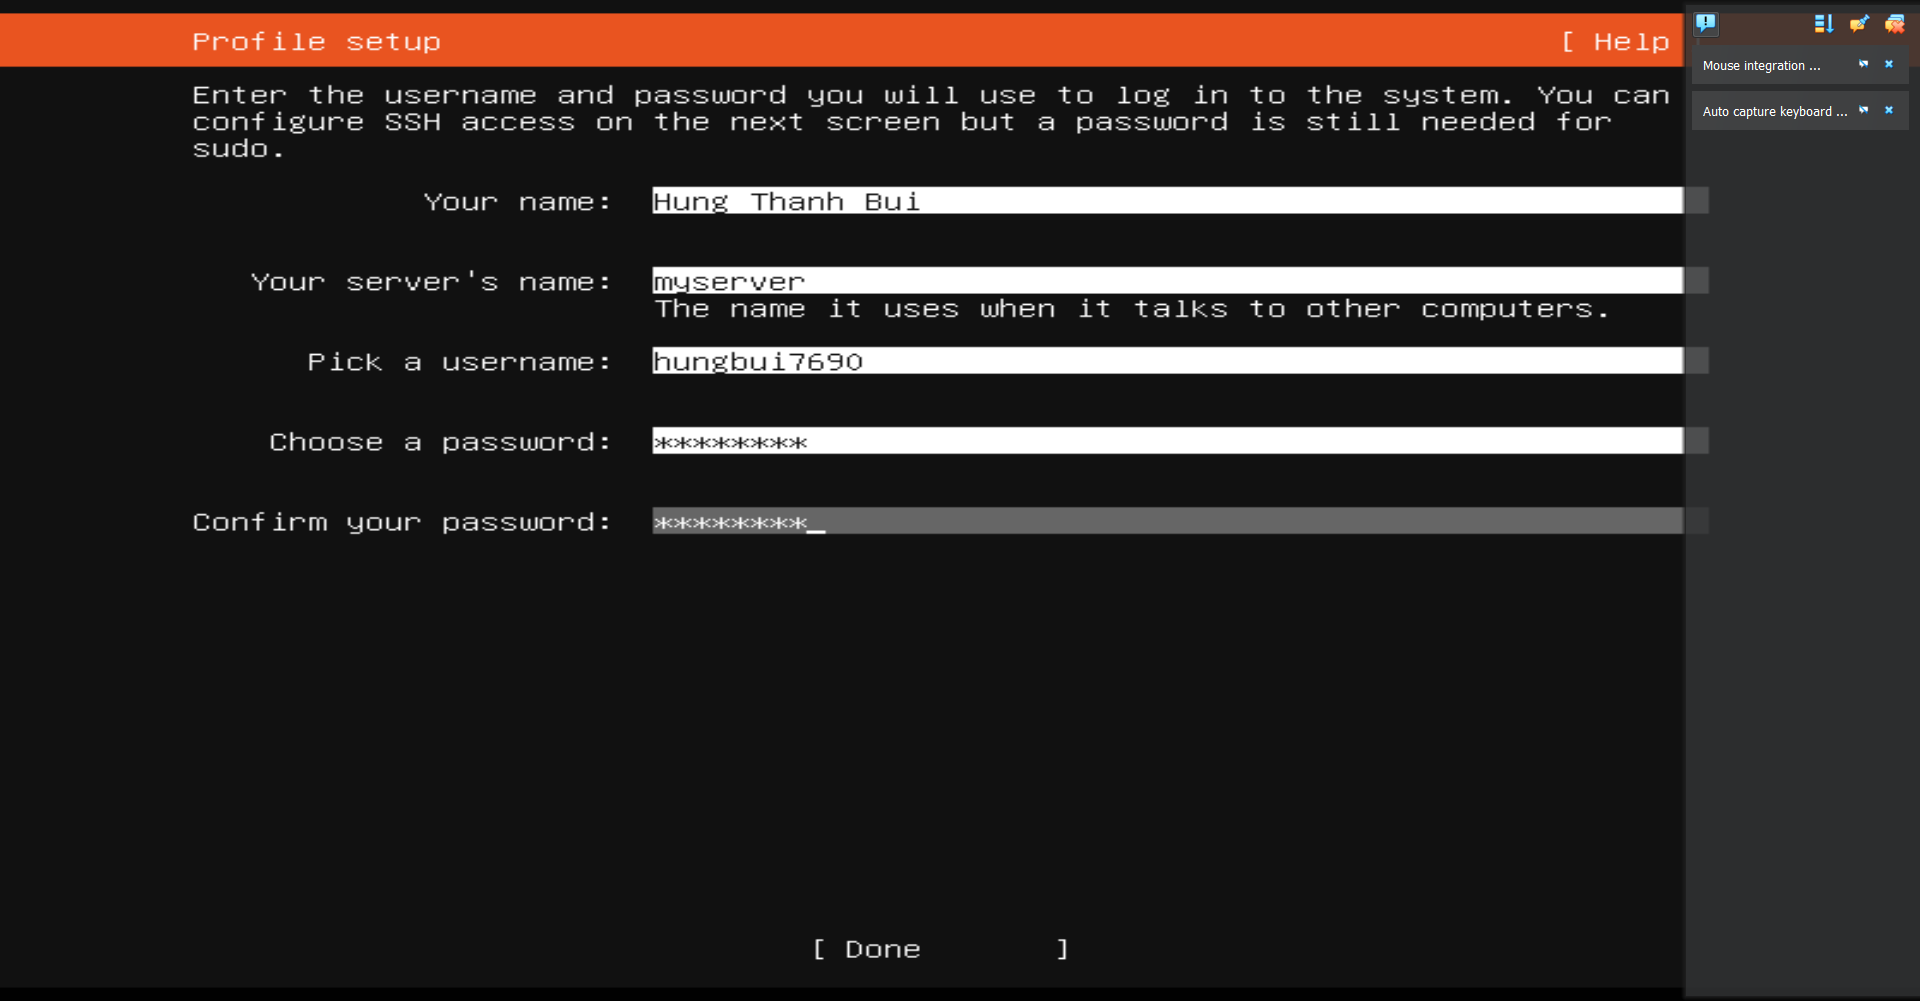 Profile setup [ Help
Enter the username and password you will use to log in to the system. You can
configure SSH access on the next screen but a password is still needed for
sudo.
Your name: Hung Thanh Bui
Your server's name: myserver
The name it uses when it talks to other computers.
Pick a username: hungbui7690
Choose a password: ********
Confirm your password: ********_
[ Done ]
Mouse integration ...
Auto capture keyboard ...